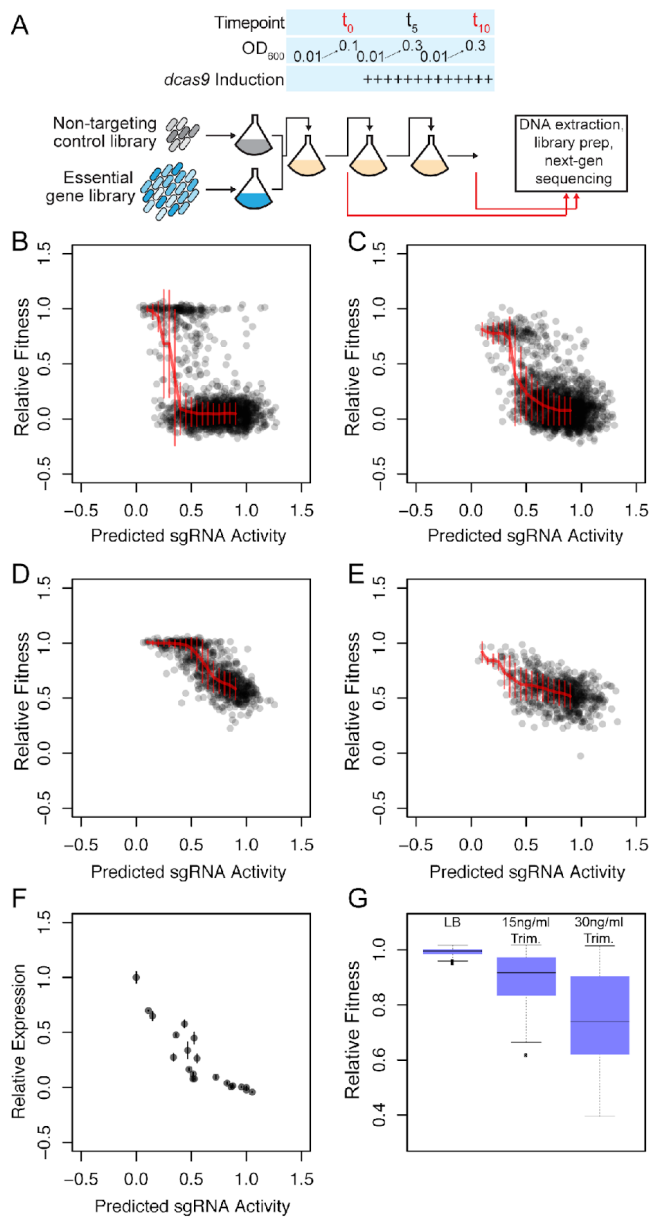 A
Timepoint t0 t5 t10
OD600 0.01 0.1 0.01 0.3 0.01 0.3
dcas9 Induction +++++++++++++
Non-targeting
control library
Essential
gene library
DNA extraction,
library prep,
next-gen
sequencing
B
Relative Fitness
1.5
1.0
0.5
0.0
−0.5
−0.5 0.0 0.5 1.0 1.5
Predicted sgRNA Activity
C
Relative Fitness
1.5
1.0
0.5
0.0
−0.5
−0.5 0.0 0.5 1.0 1.5
Predicted sgRNA Activity
D
Relative Fitness
1.5
1.0
0.5
0.0
−0.5
−0.5 0.0 0.5 1.0 1.5
Predicted sgRNA Activity
E
Relative Fitness
1.5
1.0
0.5
0.0
−0.5
−0.5 0.0 0.5 1.0 1.5
Predicted sgRNA Activity
F
Relative Expression
1.5
1.0
0.5
0.0
−0.5
−0.5 0.0 0.5 1.0 1.5
Predicted sgRNA Activity
G
Relative Fitness
1.0
0.8
0.6
0.4
LB 15ng/ml 30ng/ml
Trim. Trim.